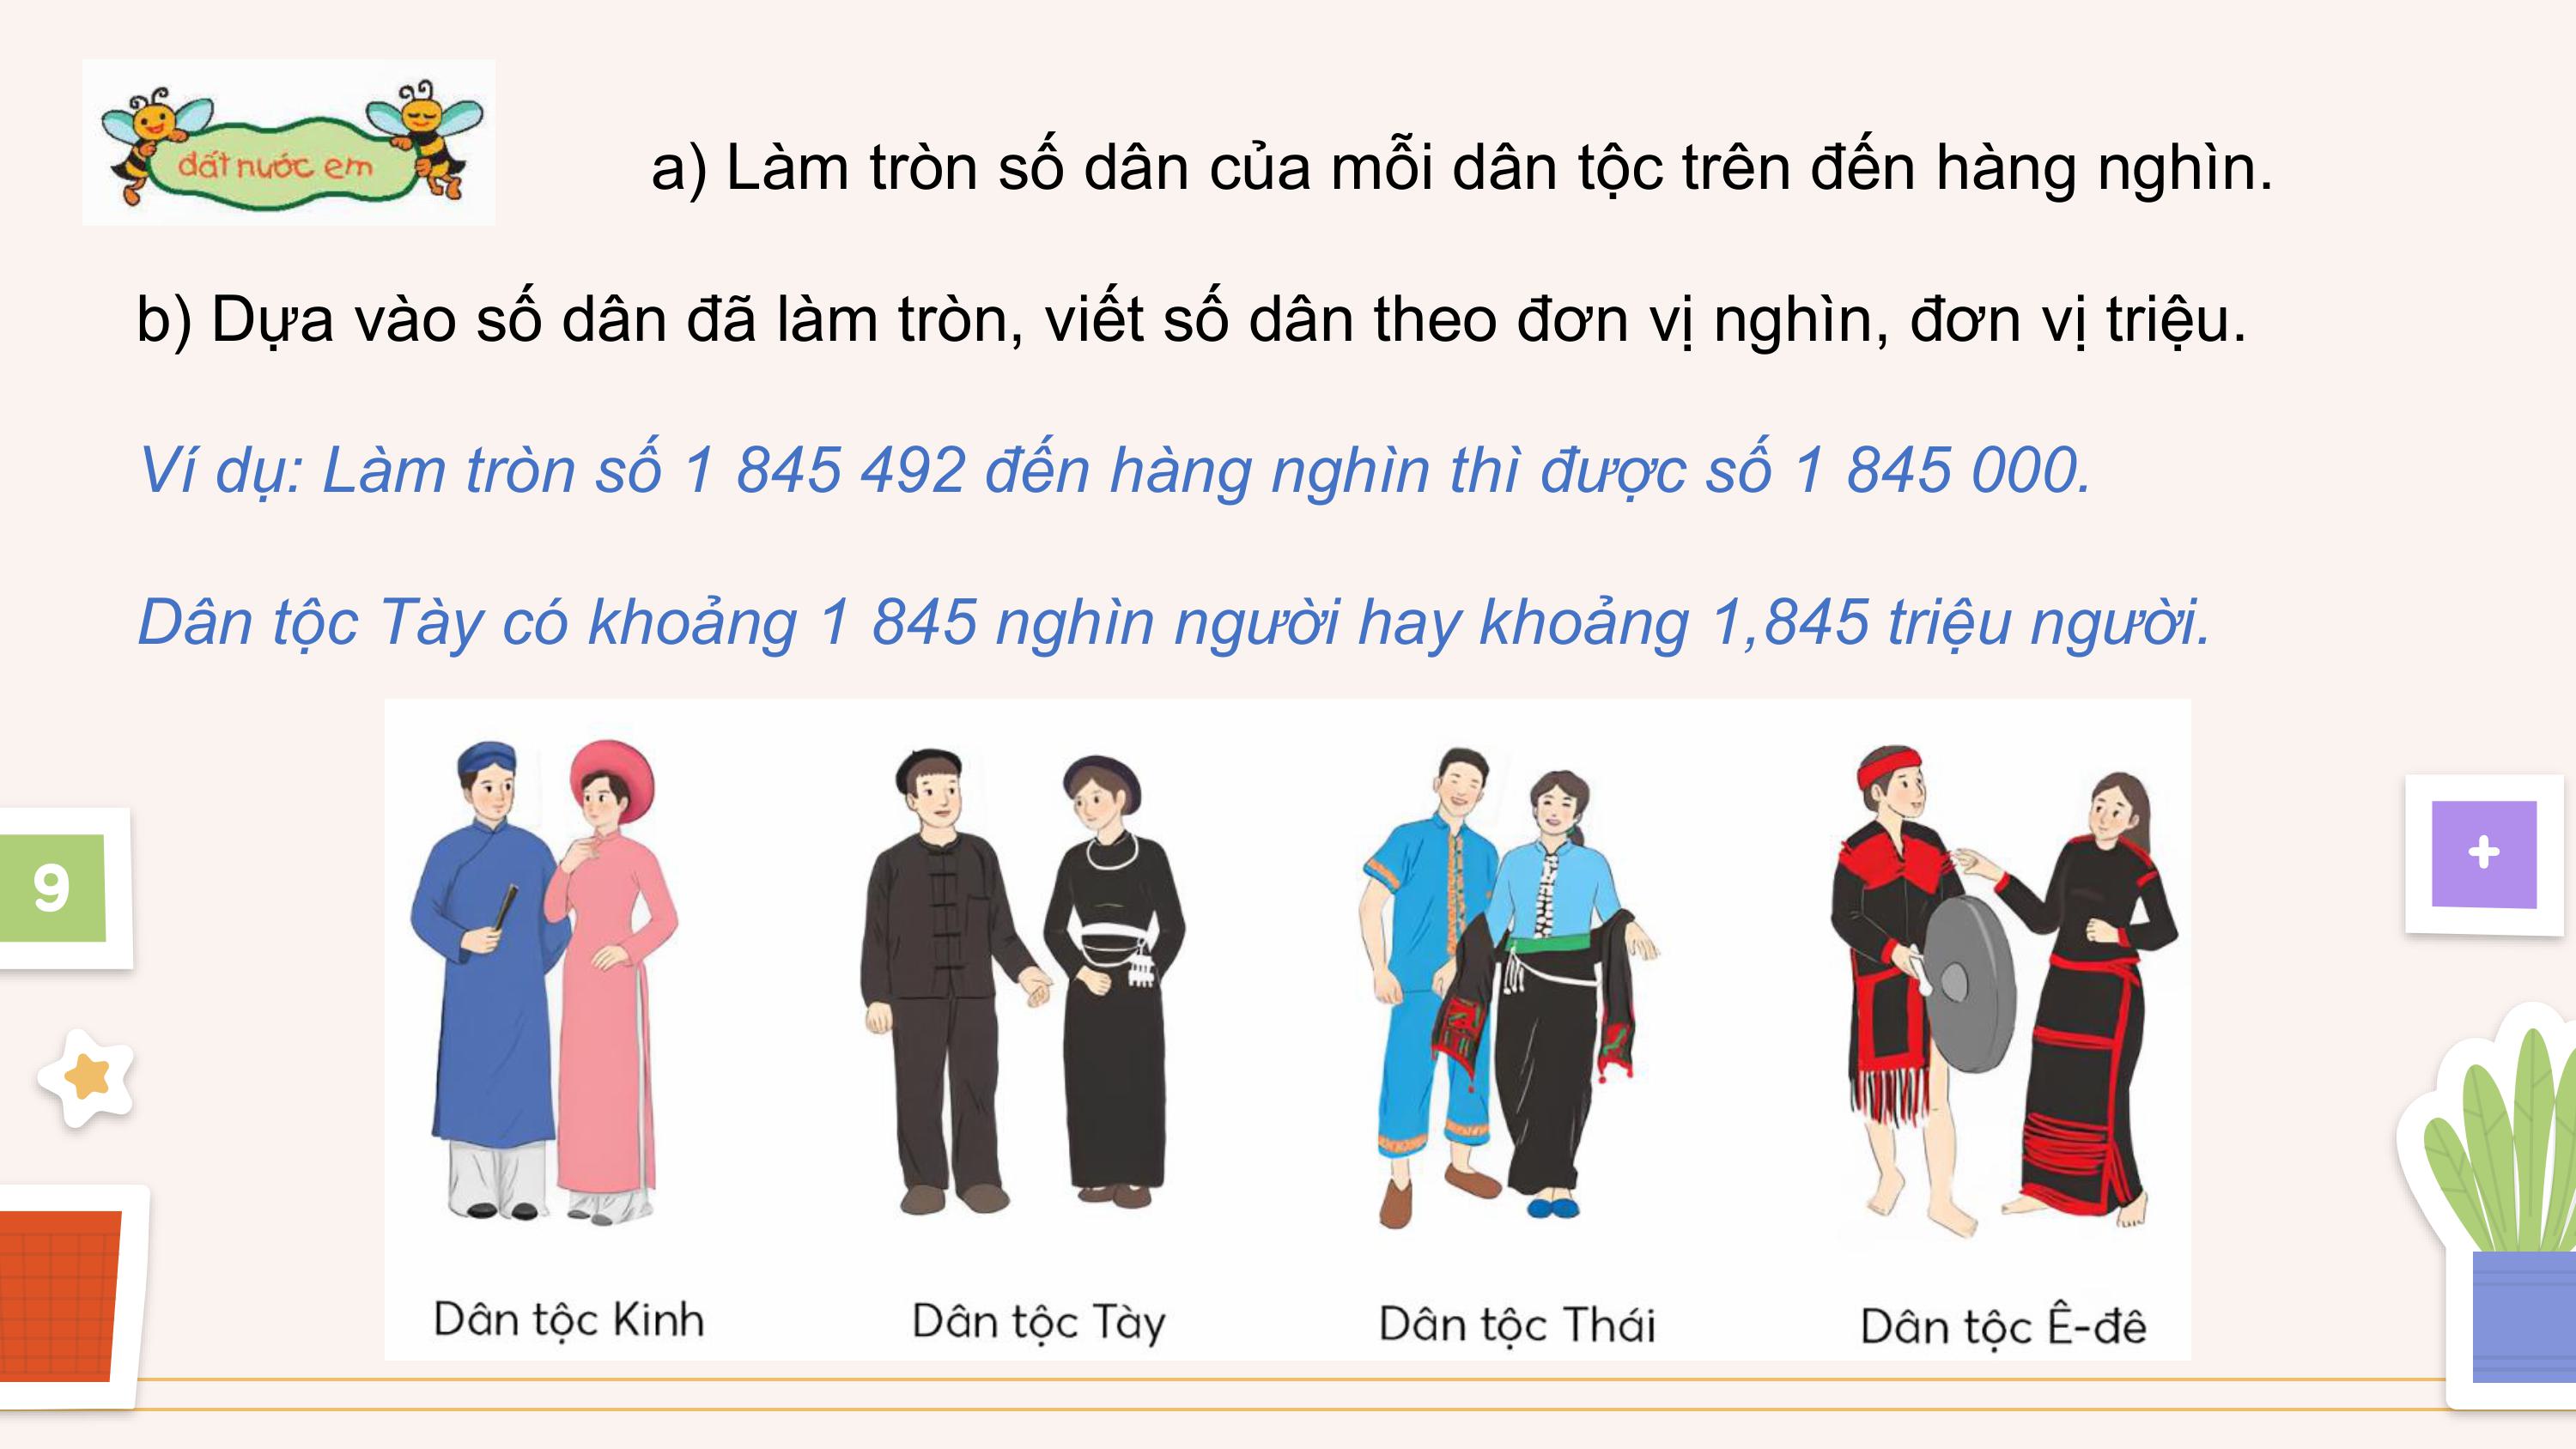 đất nước em
a) Làm tròn số dân của mỗi dân tộc trên đến hàng nghìn.
b) Dựa vào số dân đã làm tròn, viết số dân theo đơn vị nghìn, đơn vị triệu.
Ví dụ: Làm tròn số 1 845 492 đến hàng nghìn thì được số 1 845 000.
Dân tộc Tày có khoảng 1 845 nghìn người hay khoảng 1,845 triệu người.
9
+
Dân tộc Kinh
Dân tộc Tày
Dân tộc Thái
Dân tộc Ê-đê